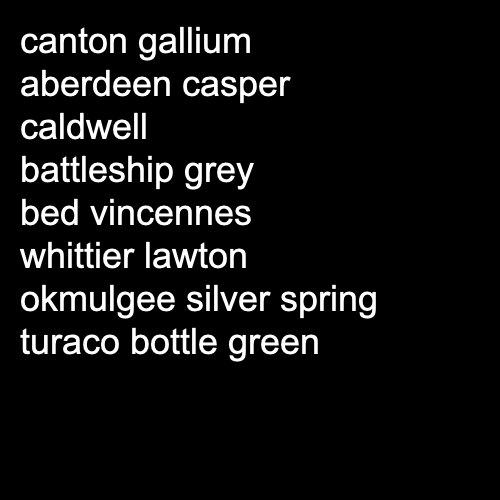 canton gallium
aberdeen casper
caldwell
battleship grey
bed vincennes
whittier lawton
okmulgee silver spring
turaco bottle green